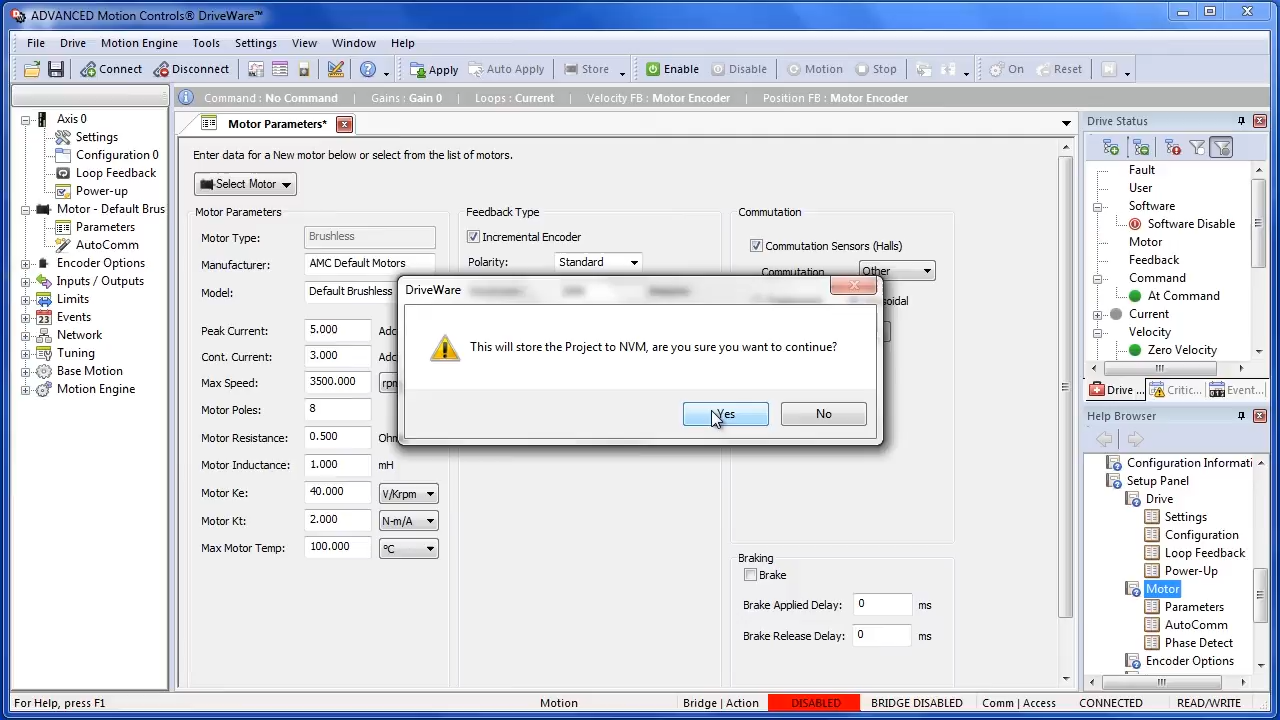 ADVANCED Motion Controls® DriveWare™
File Drive Motion Engine Tools Settings View Window Help
Connect Disconnect Apply Auto Apply Store Enable Disable Motion Stop On Reset
Command : No Command Gains : Gain 0 Loops : Current Velocity FB : Motor Encoder Position FB : Motor Encoder
Axis 0
Settings
Configuration 0
Loop Feedback
Power-up
Motor - Default Brus
Parameters
AutoComm
Encoder Options
Inputs / Outputs
Limits
Events
Network
Tuning
Base Motion
Motion Engine
Motor Parameters*
Enter data for a New motor below or select from the list of motors.
Select Motor
Motor Parameters
Motor Type: Brushless
Manufacturer: AMC Default Motors
Model: Default Brushless
Peak Current: 5.000 Adc
Cont. Current: 3.000 Adc
Max Speed: 3500.000 rpm
Motor Poles: 8
Motor Resistance: 0.500 Ohm
Motor Inductance: 1.000 mH
Motor Ke: 40.000 V/Krpm
Motor Kt: 2.000 N-m/A
Max Motor Temp: 100.000 °C
Feedback Type
Incremental Encoder
Polarity: Standard
Commutation
Commutation Sensors (Halls)
Commutation Other
soidal
DriveWare
This will store the Project to NVM, are you sure you want to continue?
Yes No
Braking
Brake
Brake Applied Delay: 0 ms
Brake Release Delay: 0 ms
Drive Status
Fault
User
Software
Software Disable
Motor
Feedback
Command
At Command
Current
Velocity
Zero Velocity
Drive ... Critic... Event...
Help Browser
Configuration Informati
Setup Panel
Drive
Settings
Configuration
Loop Feedback
Power-Up
Motor
Parameters
AutoComm
Phase Detect
Encoder Options
For Help, press F1 Motion Bridge | Action DISABLED BRIDGE DISABLED Comm | Access CONNECTED READ/WRITE